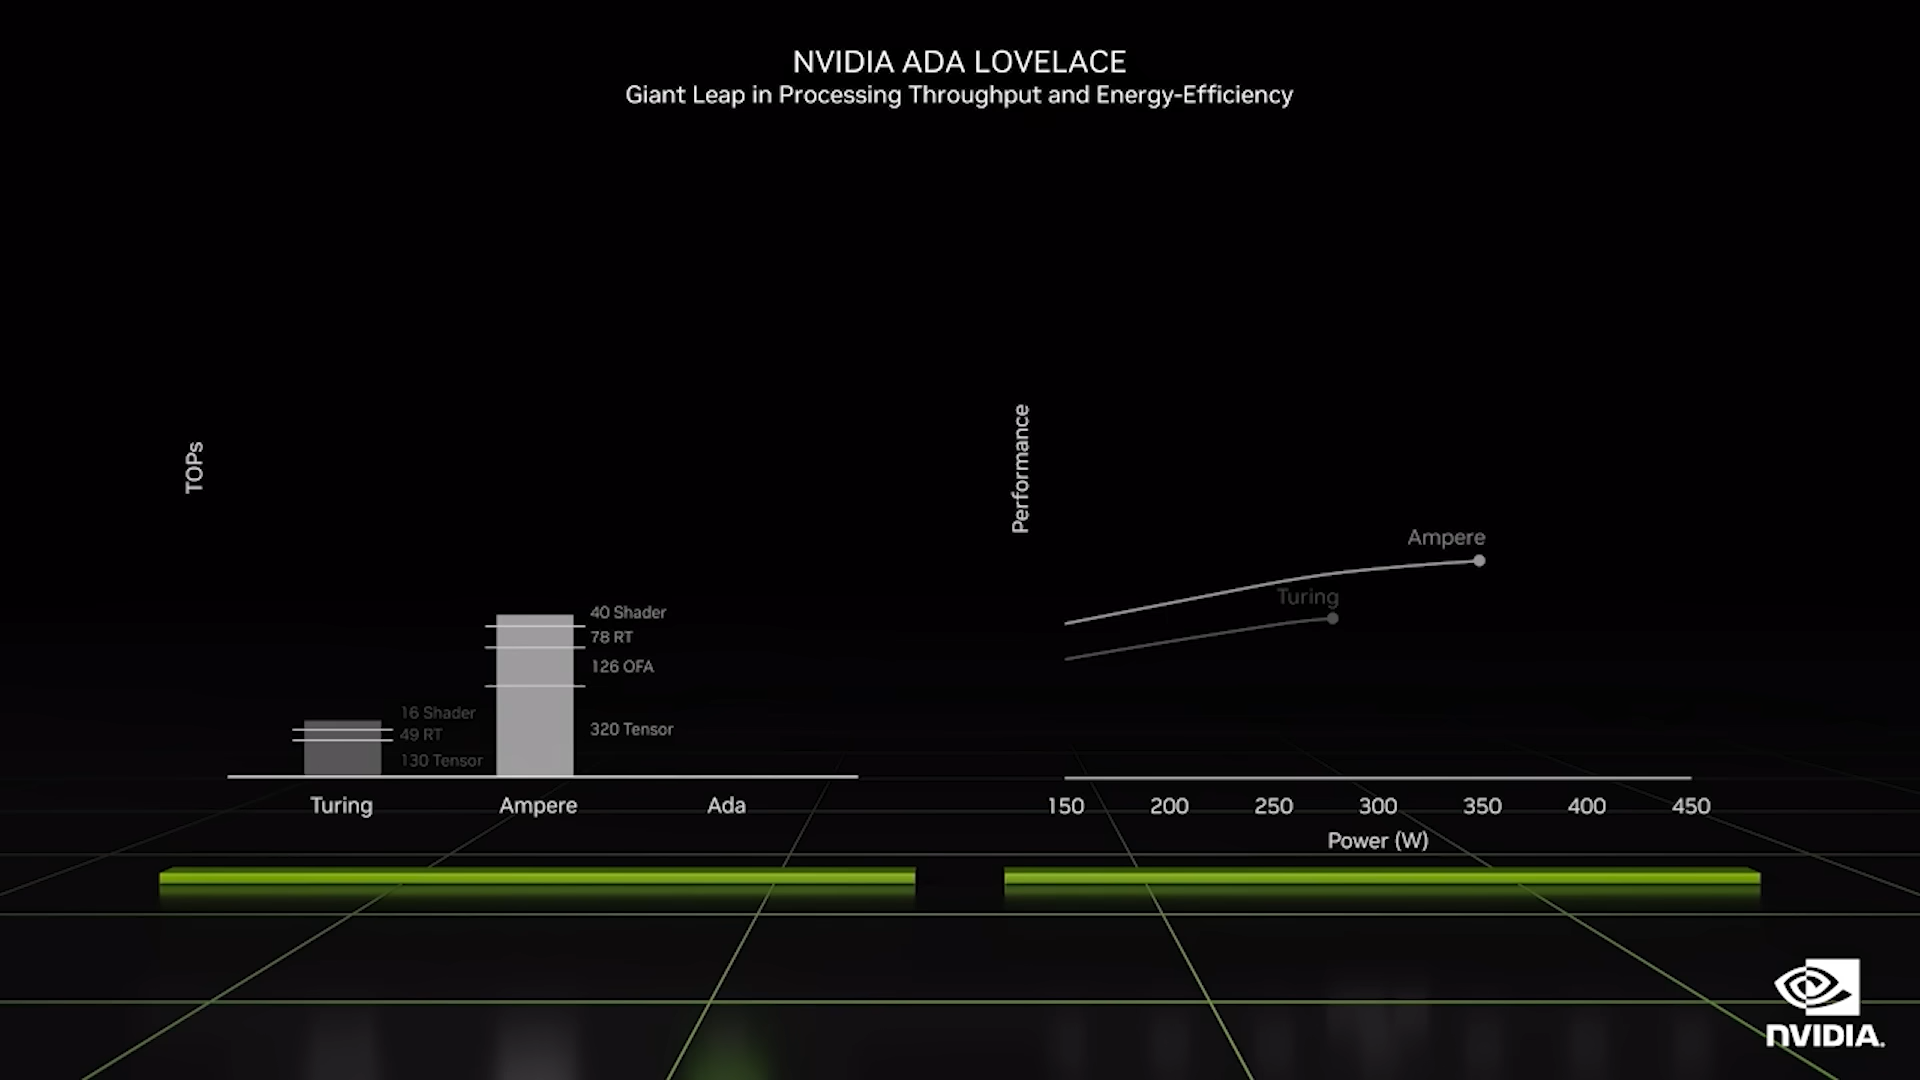 NVIDIA ADA LOVELACE
Giant Leap in Processing Throughput and Energy-Efficiency
TOPs
16 Shader
49 RT
130 Tensor
40 Shader
78 RT
126 OFA
320 Tensor
Turing Ampere Ada
Performance
Ampere
Turing
150 200 250 300 350 400 450
Power (W)
NVIDIA.